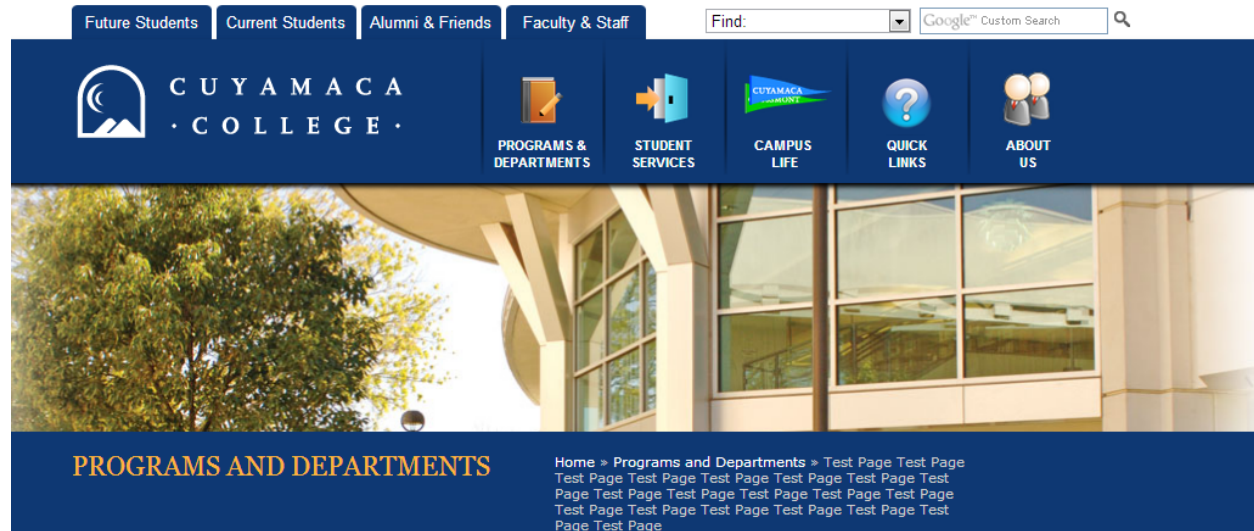 Future Students
Current Students
Alumni & Friends
Faculty & Staff
Find:
Google™ Custom Search
CUYAMACA
·COLLEGE·
PROGRAMS &
DEPARTMENTS
STUDENT
SERVICES
CUYAMACA
CAMPUS
LIFE
?
QUICK
LINKS
ABOUT
US
PROGRAMS AND DEPARTMENTS
Home » Programs and Departments » Test Page Test Page
Test Page Test Page Test Page Test Page Test Page Test
Page Test Page Test Page Test Page Test Page Test Page
Test Page Test Page Test Page Test Page Test Page Test
Page Test Page